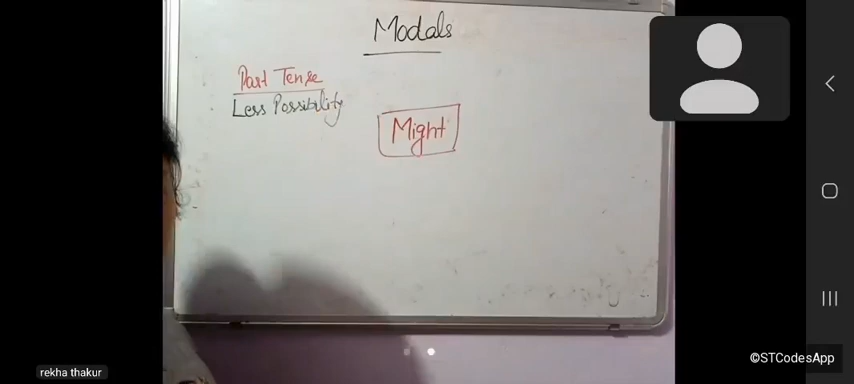 Modals
Past Tense
Less Possibility
Might
©STCodesApp
rekha thakur